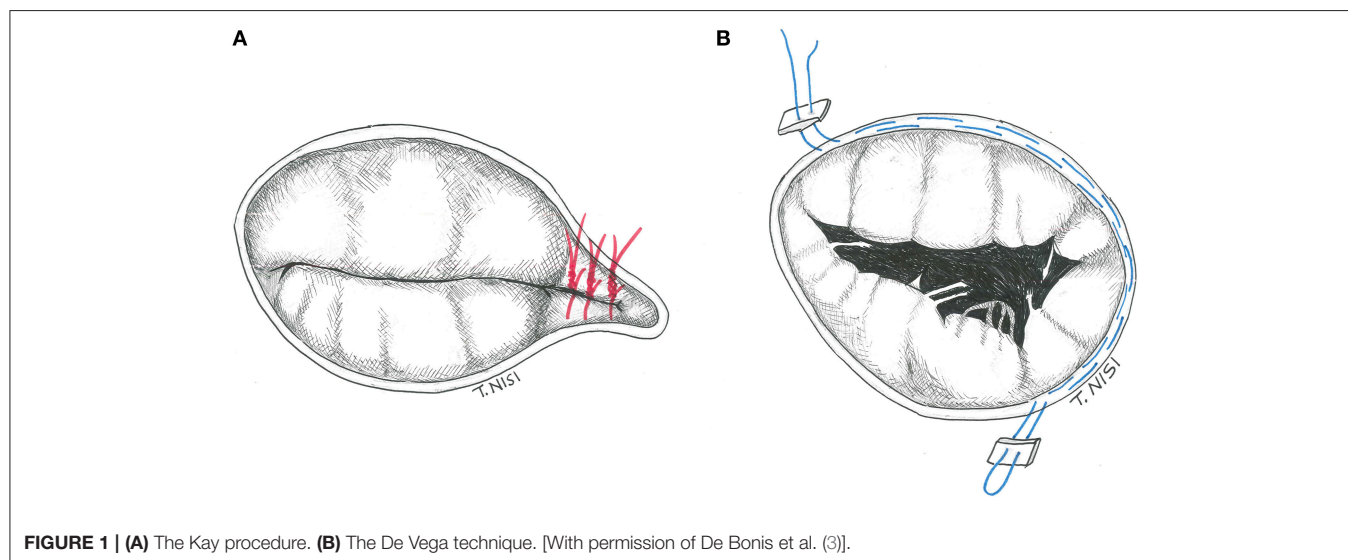 A
B
T. NISI
T. NISI
FIGURE 1 | (A) The Kay procedure. (B) The De Vega technique. [With permission of De Bonis et al. (3)].